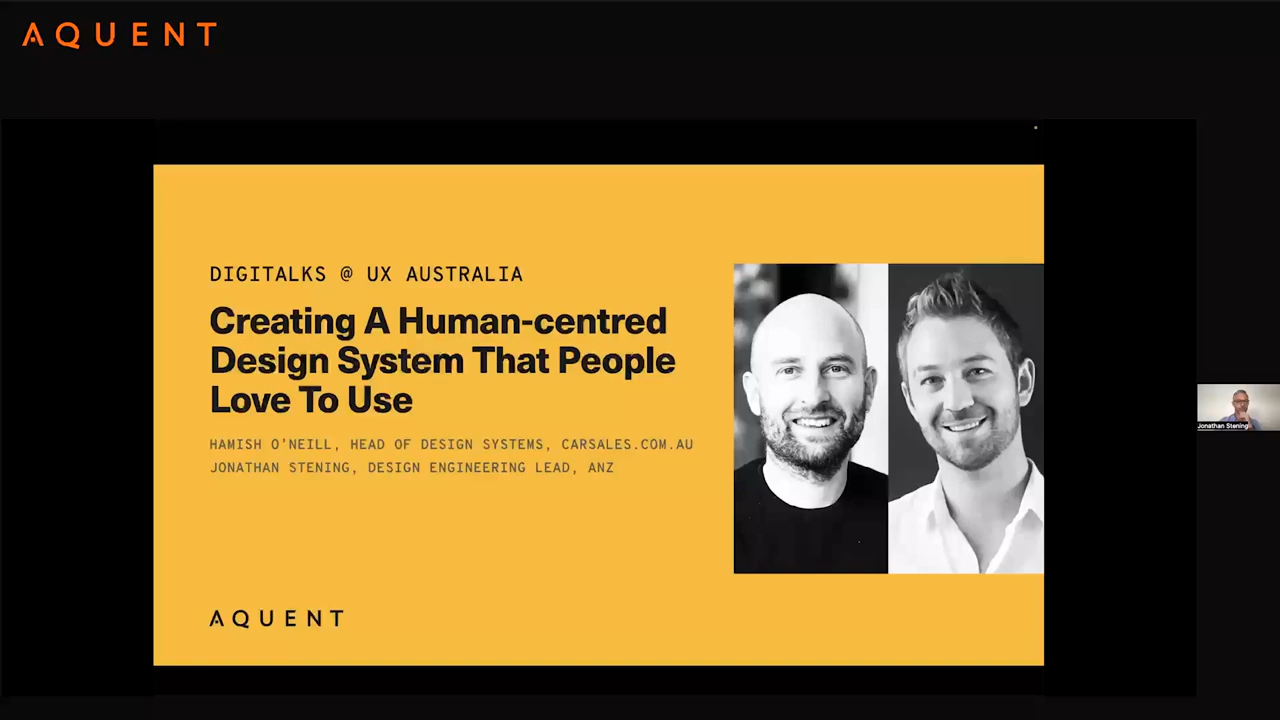 AQUENT
DIGITALKS @ UX AUSTRALIA
Creating A Human-centred
Design System That People
Love To Use
HAMISH O'NEILL, HEAD OF DESIGN SYSTEMS, CARSALES.COM.AU
JONATHAN STENING, DESIGN ENGINEERING LEAD, ANZ
Jonathan Stening
AQUENT